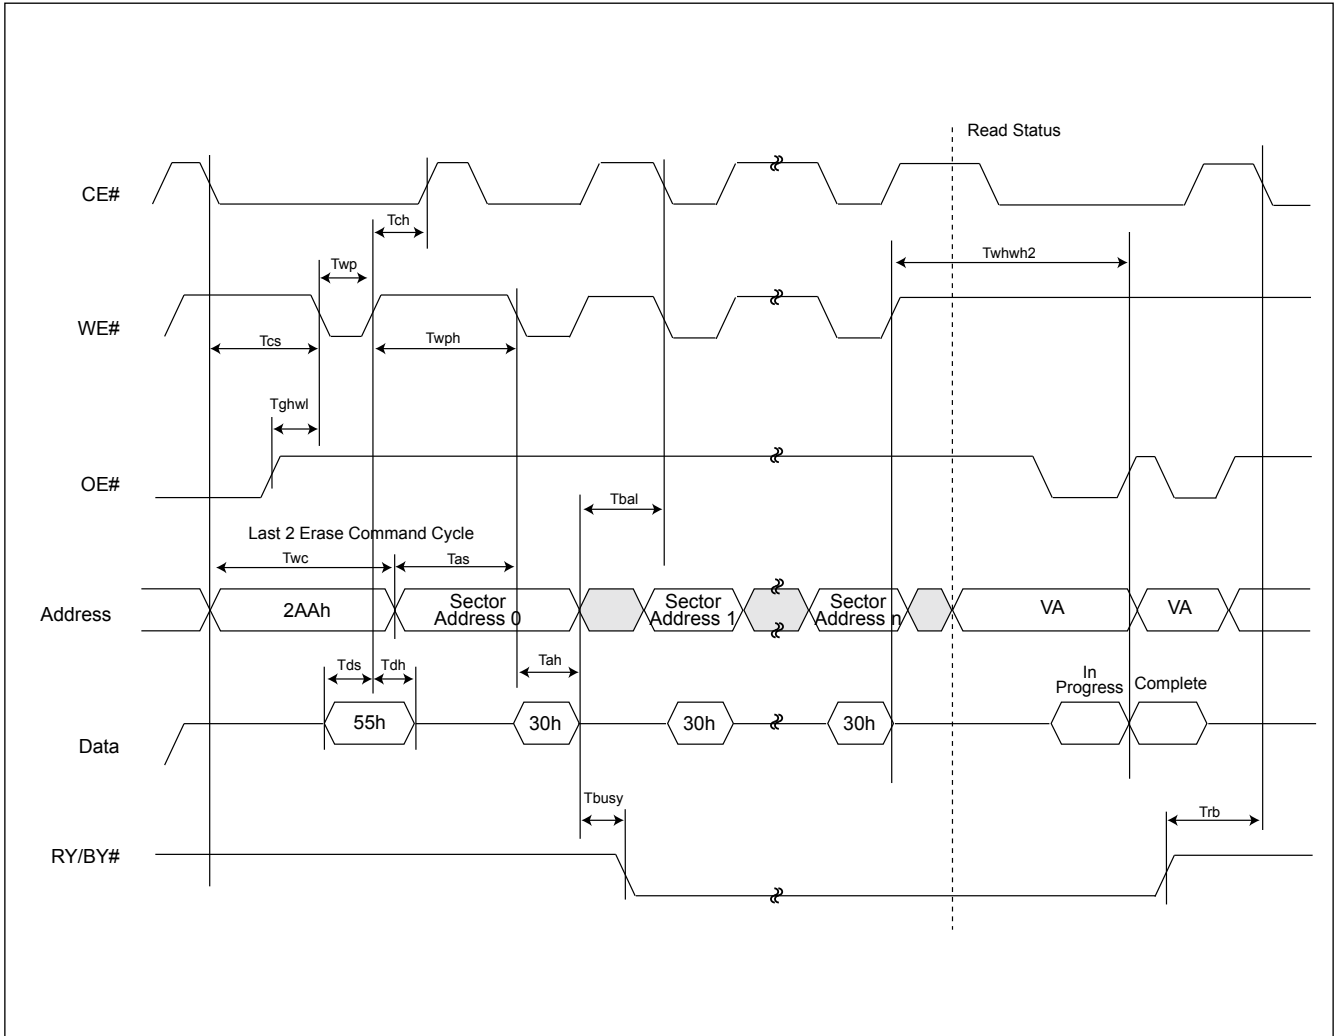 Read Status
CE#
Tch
Twp
Twhwh2
WE#
Tcs
Twph
Tghwl
OE#
Tbal
Last 2 Erase Command Cycle
Twc
Tas
Address
2AAh
Sector
Address 0
Sector
Address 1
Sector
Address n
VA
VA
Tds
Tdh
Tah
In
Progress
Complete
Data
55h
30h
30h
30h
Tbusy
Trb
RY/BY#